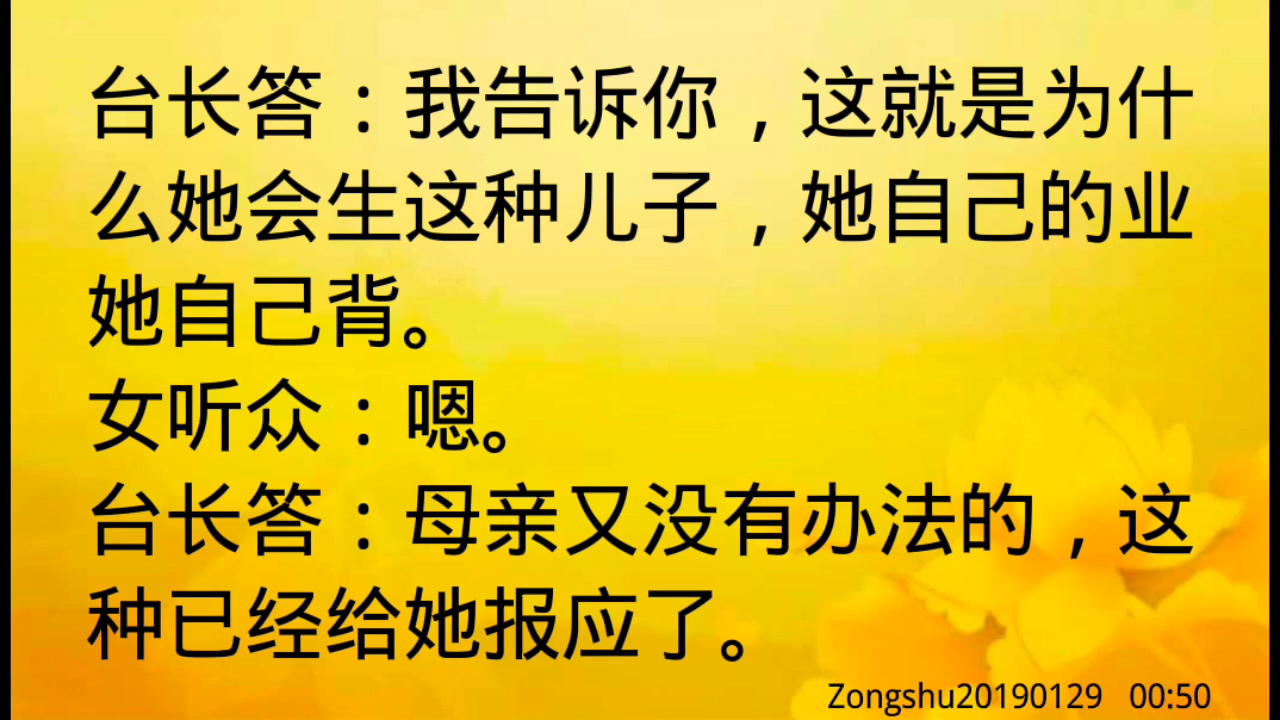 台长答：我告诉你，这就是为什
么她会生这种儿子，她自己的业
她自己背。
女听众：嗯。
台长答：母亲又没有办法的，这
种已经给她报应了。
Zongshu20190129 00:50